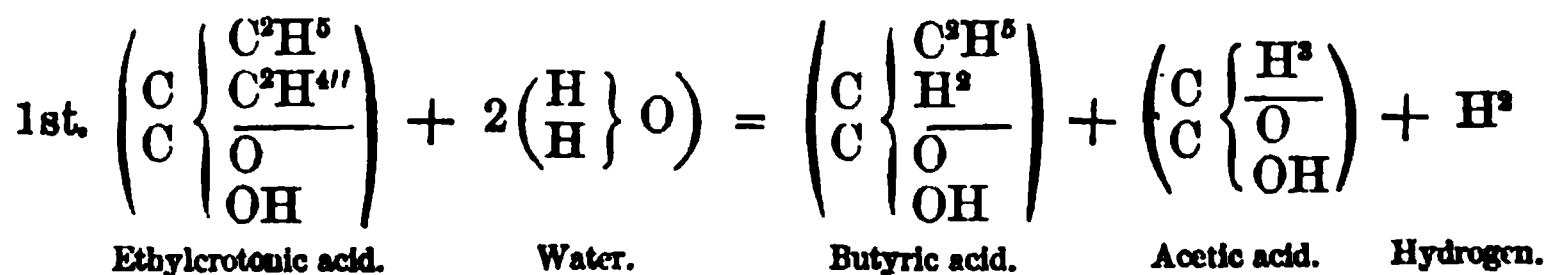 1st. (C C { C²H⁵ C²H⁴′′ O OH) + 2(H H } O) = (C C { C²H⁵ H² O OH) + (C C { H³ O OH) + H²
Ethylcrotonic acid. Water. Butyric acid. Acetic acid. Hydrogen.